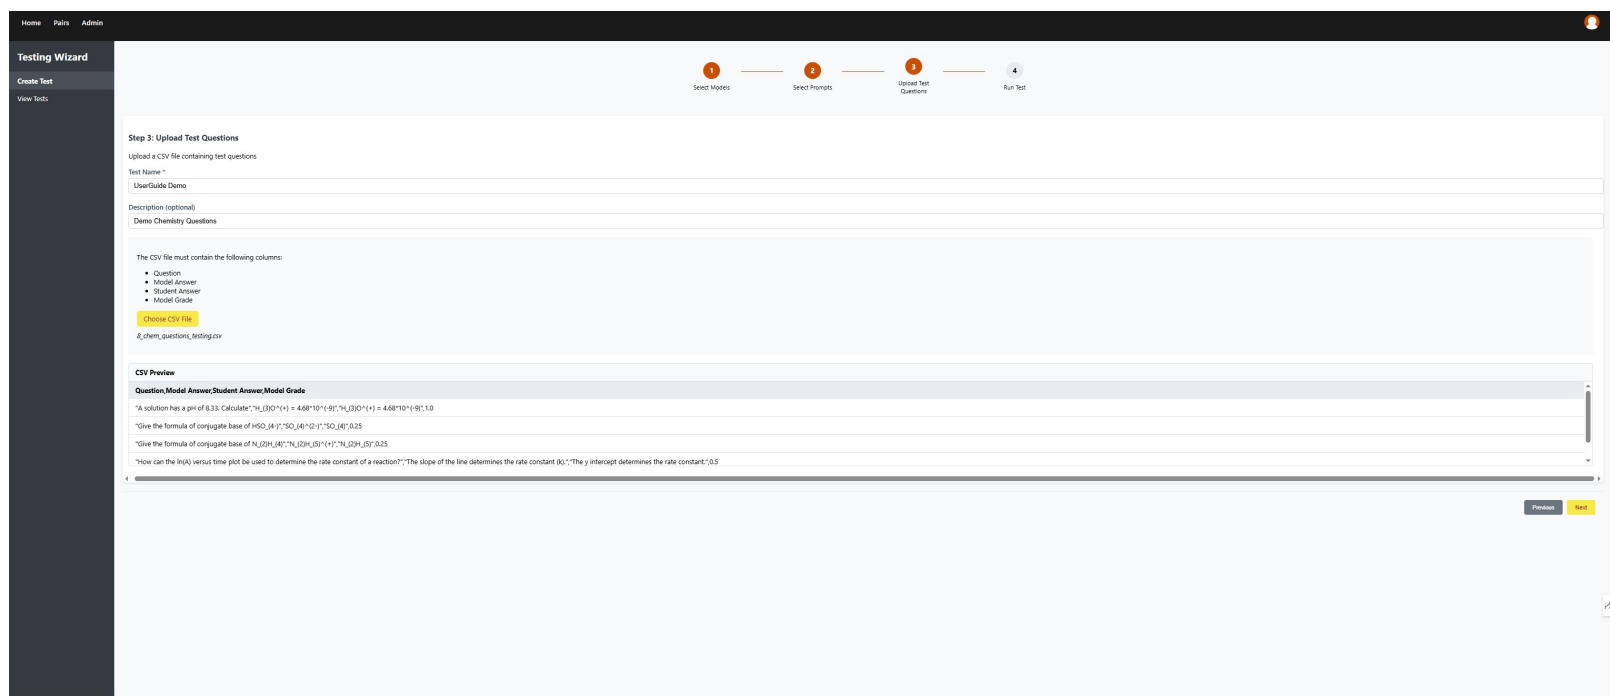 Home Pairs Admin
Testing Wizard
Create Test
View Tests
1
Select Models
2
Select Prompts
3
Upload Test
Questions
4
Run Test
Step 3: Upload Test Questions
Upload a CSV file containing test questions
Test Name *
UserGuide Demo
Description (optional)
Demo Chemistry Questions
The CSV file must contain the following columns:
• Question
• Model Answer
• Student Answer
• Model Grade
Choose CSV File
8_chem_questions_testing.csv
CSV Preview
Question,Model Answer,Student Answer,Model Grade
"A solution has a pH of 8.33. Calculate","H_(3)O^(+) = 4.68*10^(-9)","H_(3)O^(+) = 4.68*10^(-9)",1.0
"Give the formula of conjugate base of HSO_(4-)","SO_(4)^(2-)","SO_(4)",0.25
"Give the formula of conjugate base of N_(2)H_(4)","N_(2)H_(5)^(+)","N_(2)H_(5)",0.25
"How can the ln(A) versus time plot be used to determine the rate constant of a reaction?","The slope of the line determines the rate constant (k).","The y intercept determines the rate constant.",0.5
Previous Next